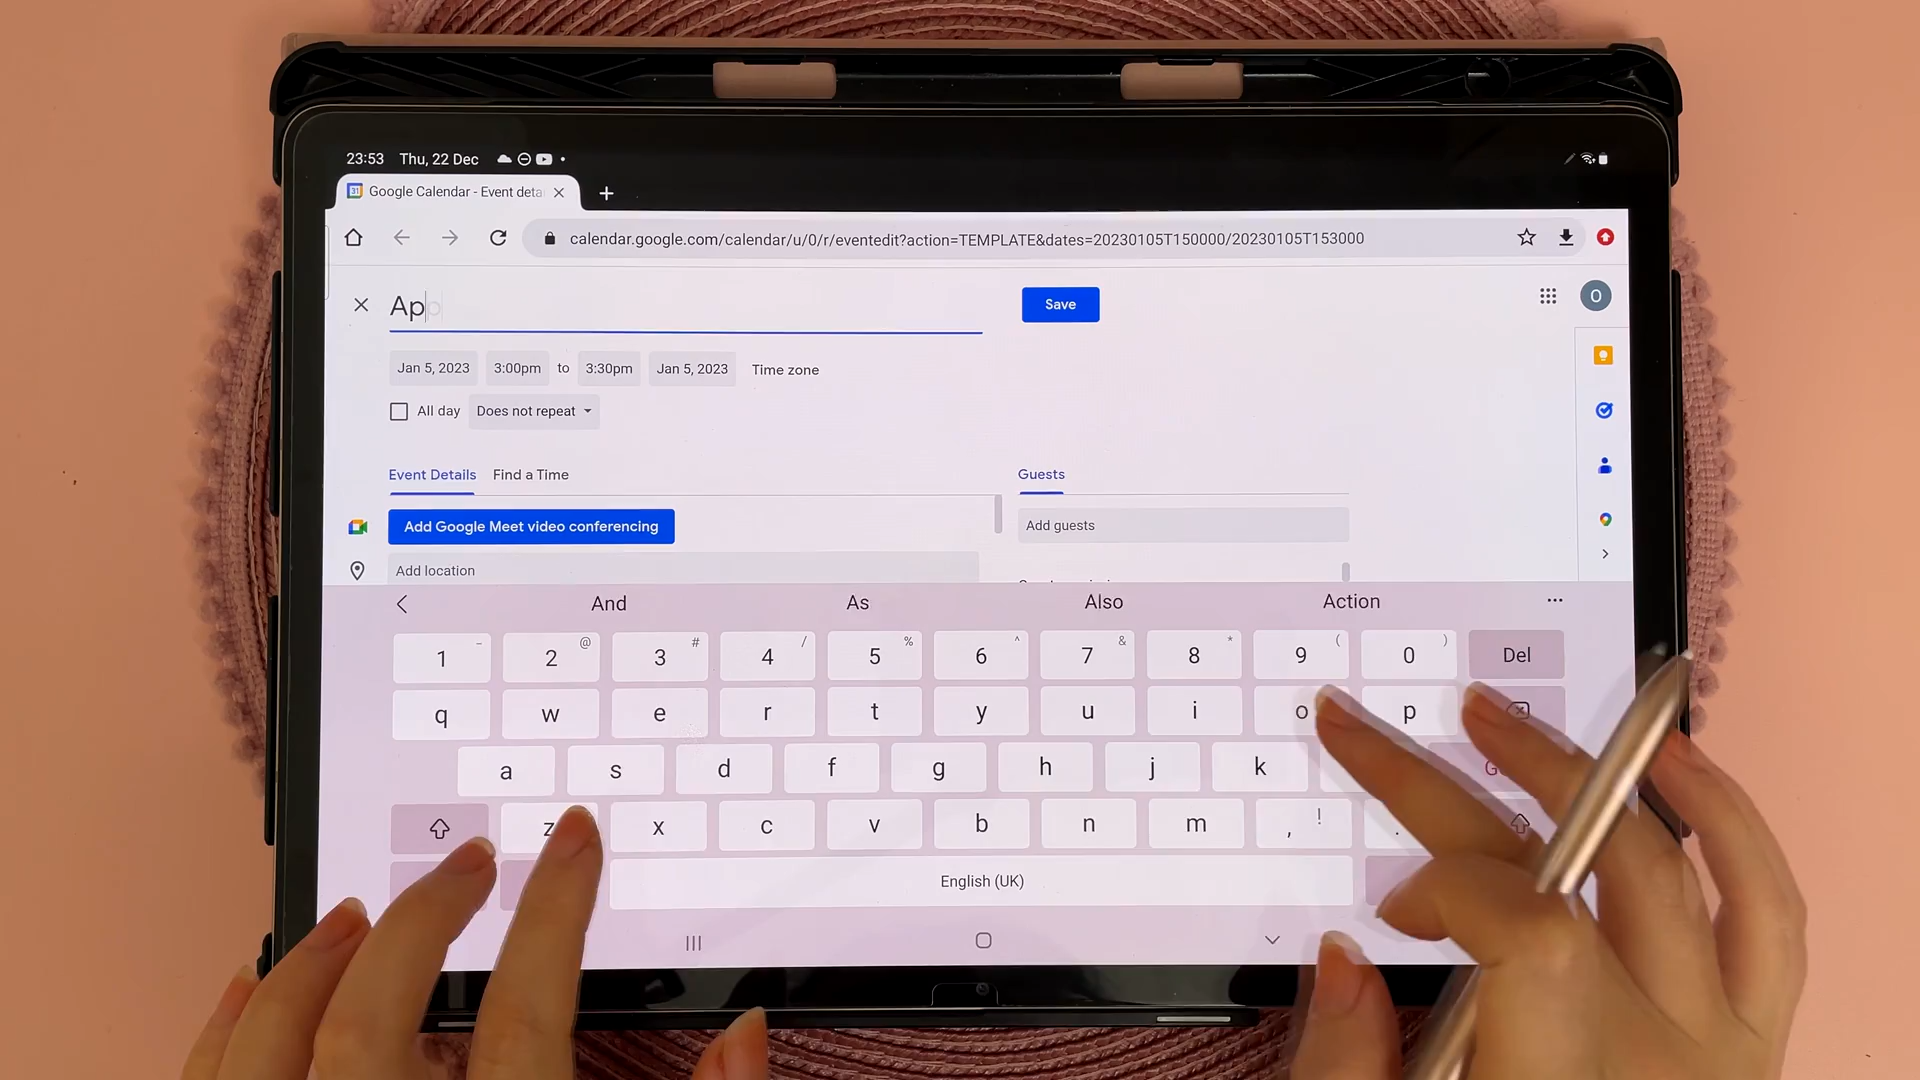 23:53 Thu, 22 Dec
Google Calendar - Event deta
calendar.google.com/calendar/u/0/r/eventedit?action=TEMPLATE&dates=20230105T150000/20230105T153000
App
Save
O
Jan 5, 2023 3:00pm to 3:30pm Jan 5, 2023 Time zone
All day Does not repeat
Event Details Find a Time
Guests
Add Google Meet video conferencing
Add guests
Add location
And As Also Action
1 - 2 @ 3 # 4 / 5 % 6 ^ 7 & 8 * 9 ( 0 ) Del
q w e r t y u i o p
a s d f g h j k
z x c v b n m , ! .
English (UK)